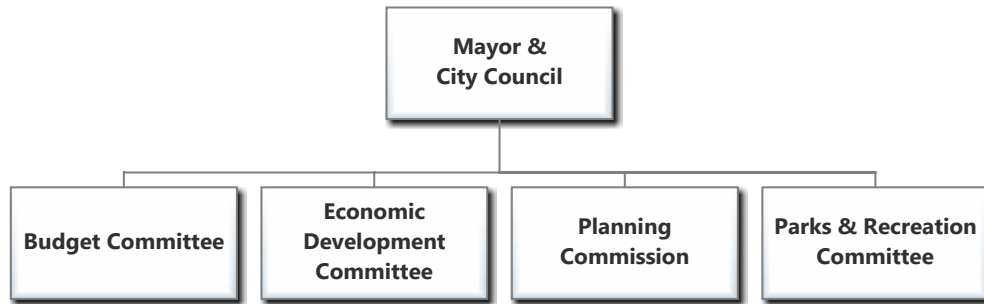 Mayor &
City Council
Budget Committee
Economic
Development
Committee
Planning
Commission
Parks & Recreation
Committee